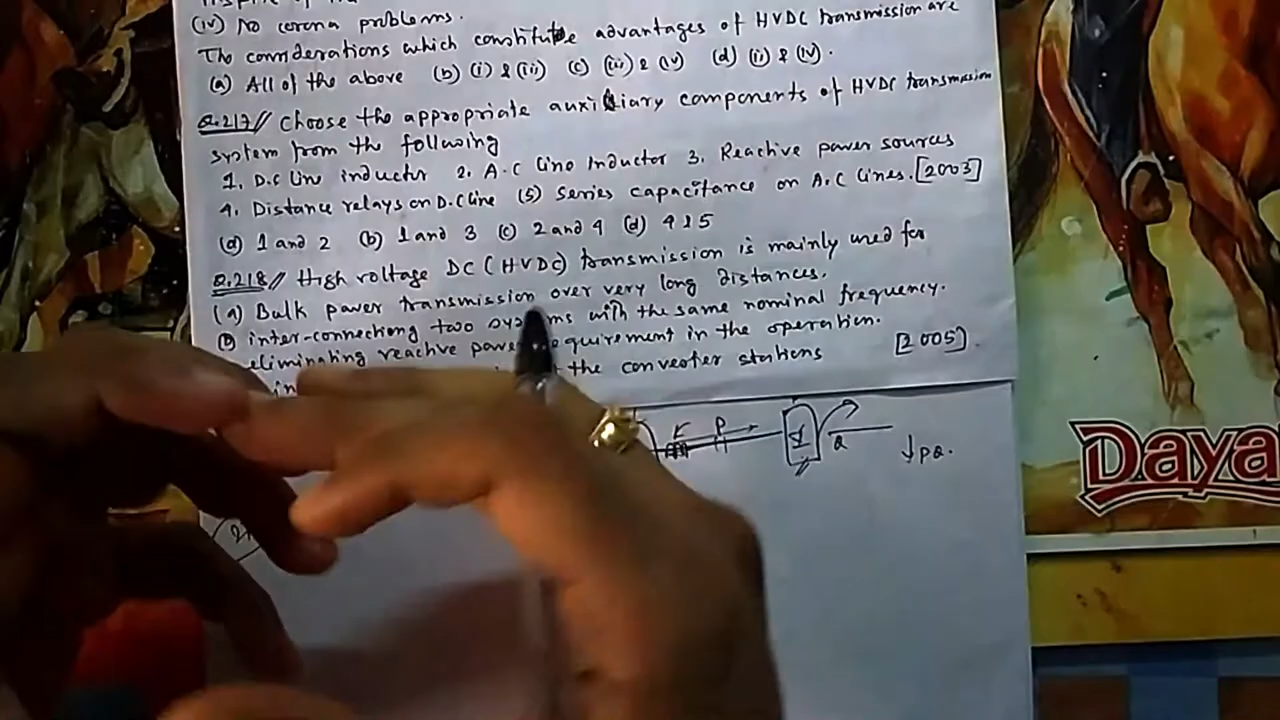 (iv) No corona problems.
The considerations which constitute advantages of HVDC transmission are
(a) All of the above (b) (i) & (iii) (c) (iii) & (iv) (d) (ii) & (iv).
Q.217// Choose the appropriate auxiliary components of HVDC transmission
system from the following
1. D.C line inductor 2. A.C line Inductor 3. Reactive power sources
4. Distance relays on D.C line (5) Series capacitance on A.C lines. [2003]
(a) 1 and 2 (b) 1 and 3 (c) 2 and 4 (d) 4 & 5
Q.218// High voltage DC (HVDC) transmission is mainly used for
(a) Bulk power transmission over very long distances.
(b) inter-connecting two systems with the same nominal frequency.
eliminating reactive power requirement in the operation.
the converter stations [2005].
P
Q
↓PQ.
Daya